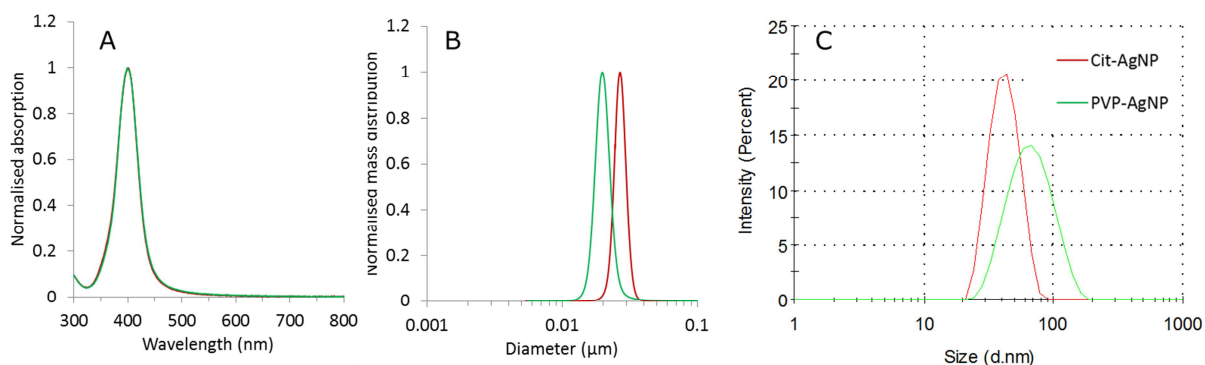 A
1.2
1
0.8
0.6
0.4
0.2
0
Normalised absorption
300 400 500 600 700 800
Wavelength (nm)
B
1.2
1
0.8
0.6
0.4
0.2
0
Normalised mass distribution
0.001 0.01 0.1
Diameter (μm)
C
25
20
15
10
5
0
Intensity (Percent)
Cit-AgNP
PVP-AgNP
1 10 100 1000
Size (d.nm)